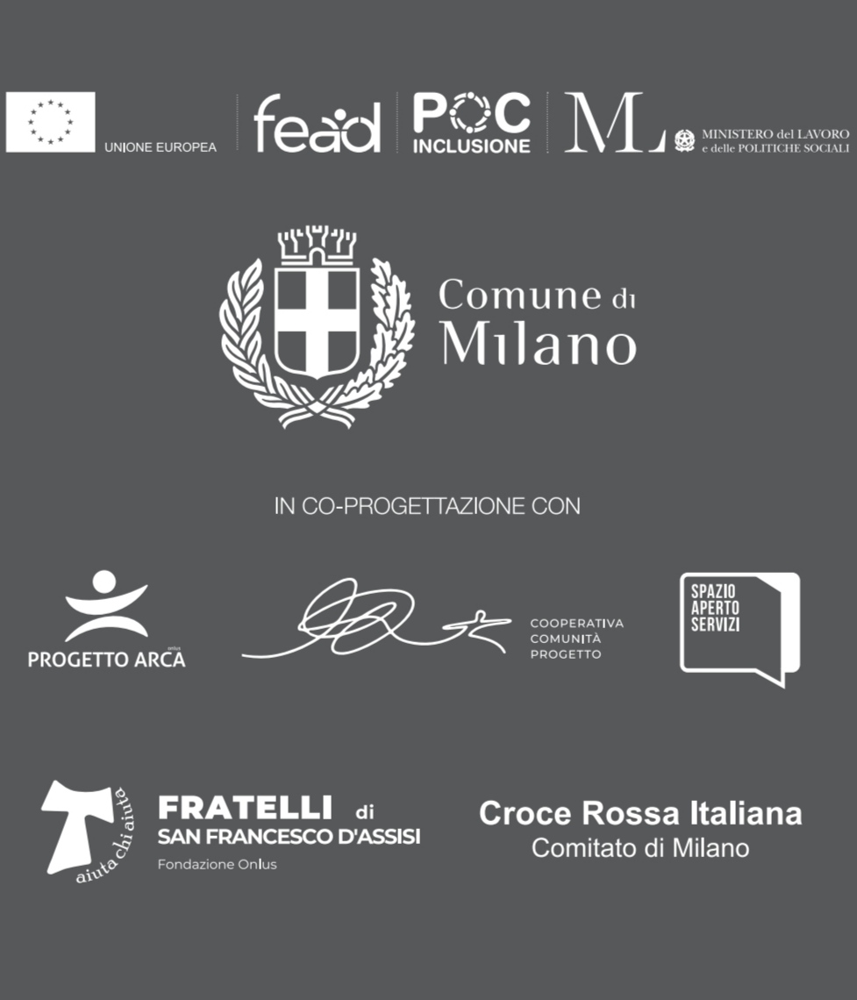 UNIONE EUROPEA
fead
POC
INCLUSIONE
ML
MINISTERO del LAVORO
e delle POLITICHE SOCIALI
Comune di
Milano
IN CO-PROGETTAZIONE CON
onlus
PROGETTO ARCA
COOPERATIVA
COMUNITÀ
PROGETTO
SPAZIO
APERTO
SERVIZI
aiuta chi aiuta
FRATELLI di
SAN FRANCESCO D'ASSISI
Fondazione Onlus
Croce Rossa Italiana
Comitato di Milano